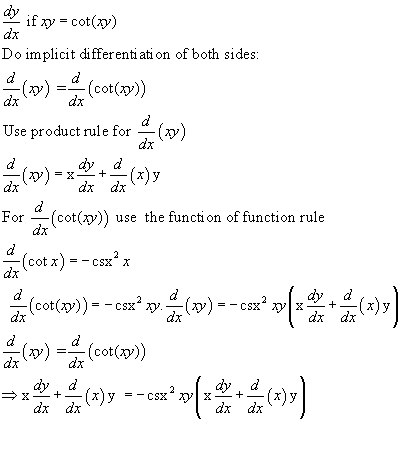 dy/dx if xy = cot(xy)
Do implicit differentiation of both sides:
d/dx (xy) = d/dx (cot(xy))
Use product rule for d/dx (xy)
d/dx (xy) = x dy/dx + d/dx (x) y
For d/dx (cot(xy)) use the function of function rule
d/dx (cot x) = − csx² x
d/dx (cot(xy)) = − csx² xy. d/dx (xy) = − csx² xy ( x dy/dx + d/dx (x) y )
d/dx (xy) = d/dx (cot(xy))
⇒ x dy/dx + d/dx (x) y = − csx² xy ( x dy/dx + d/dx (x) y )